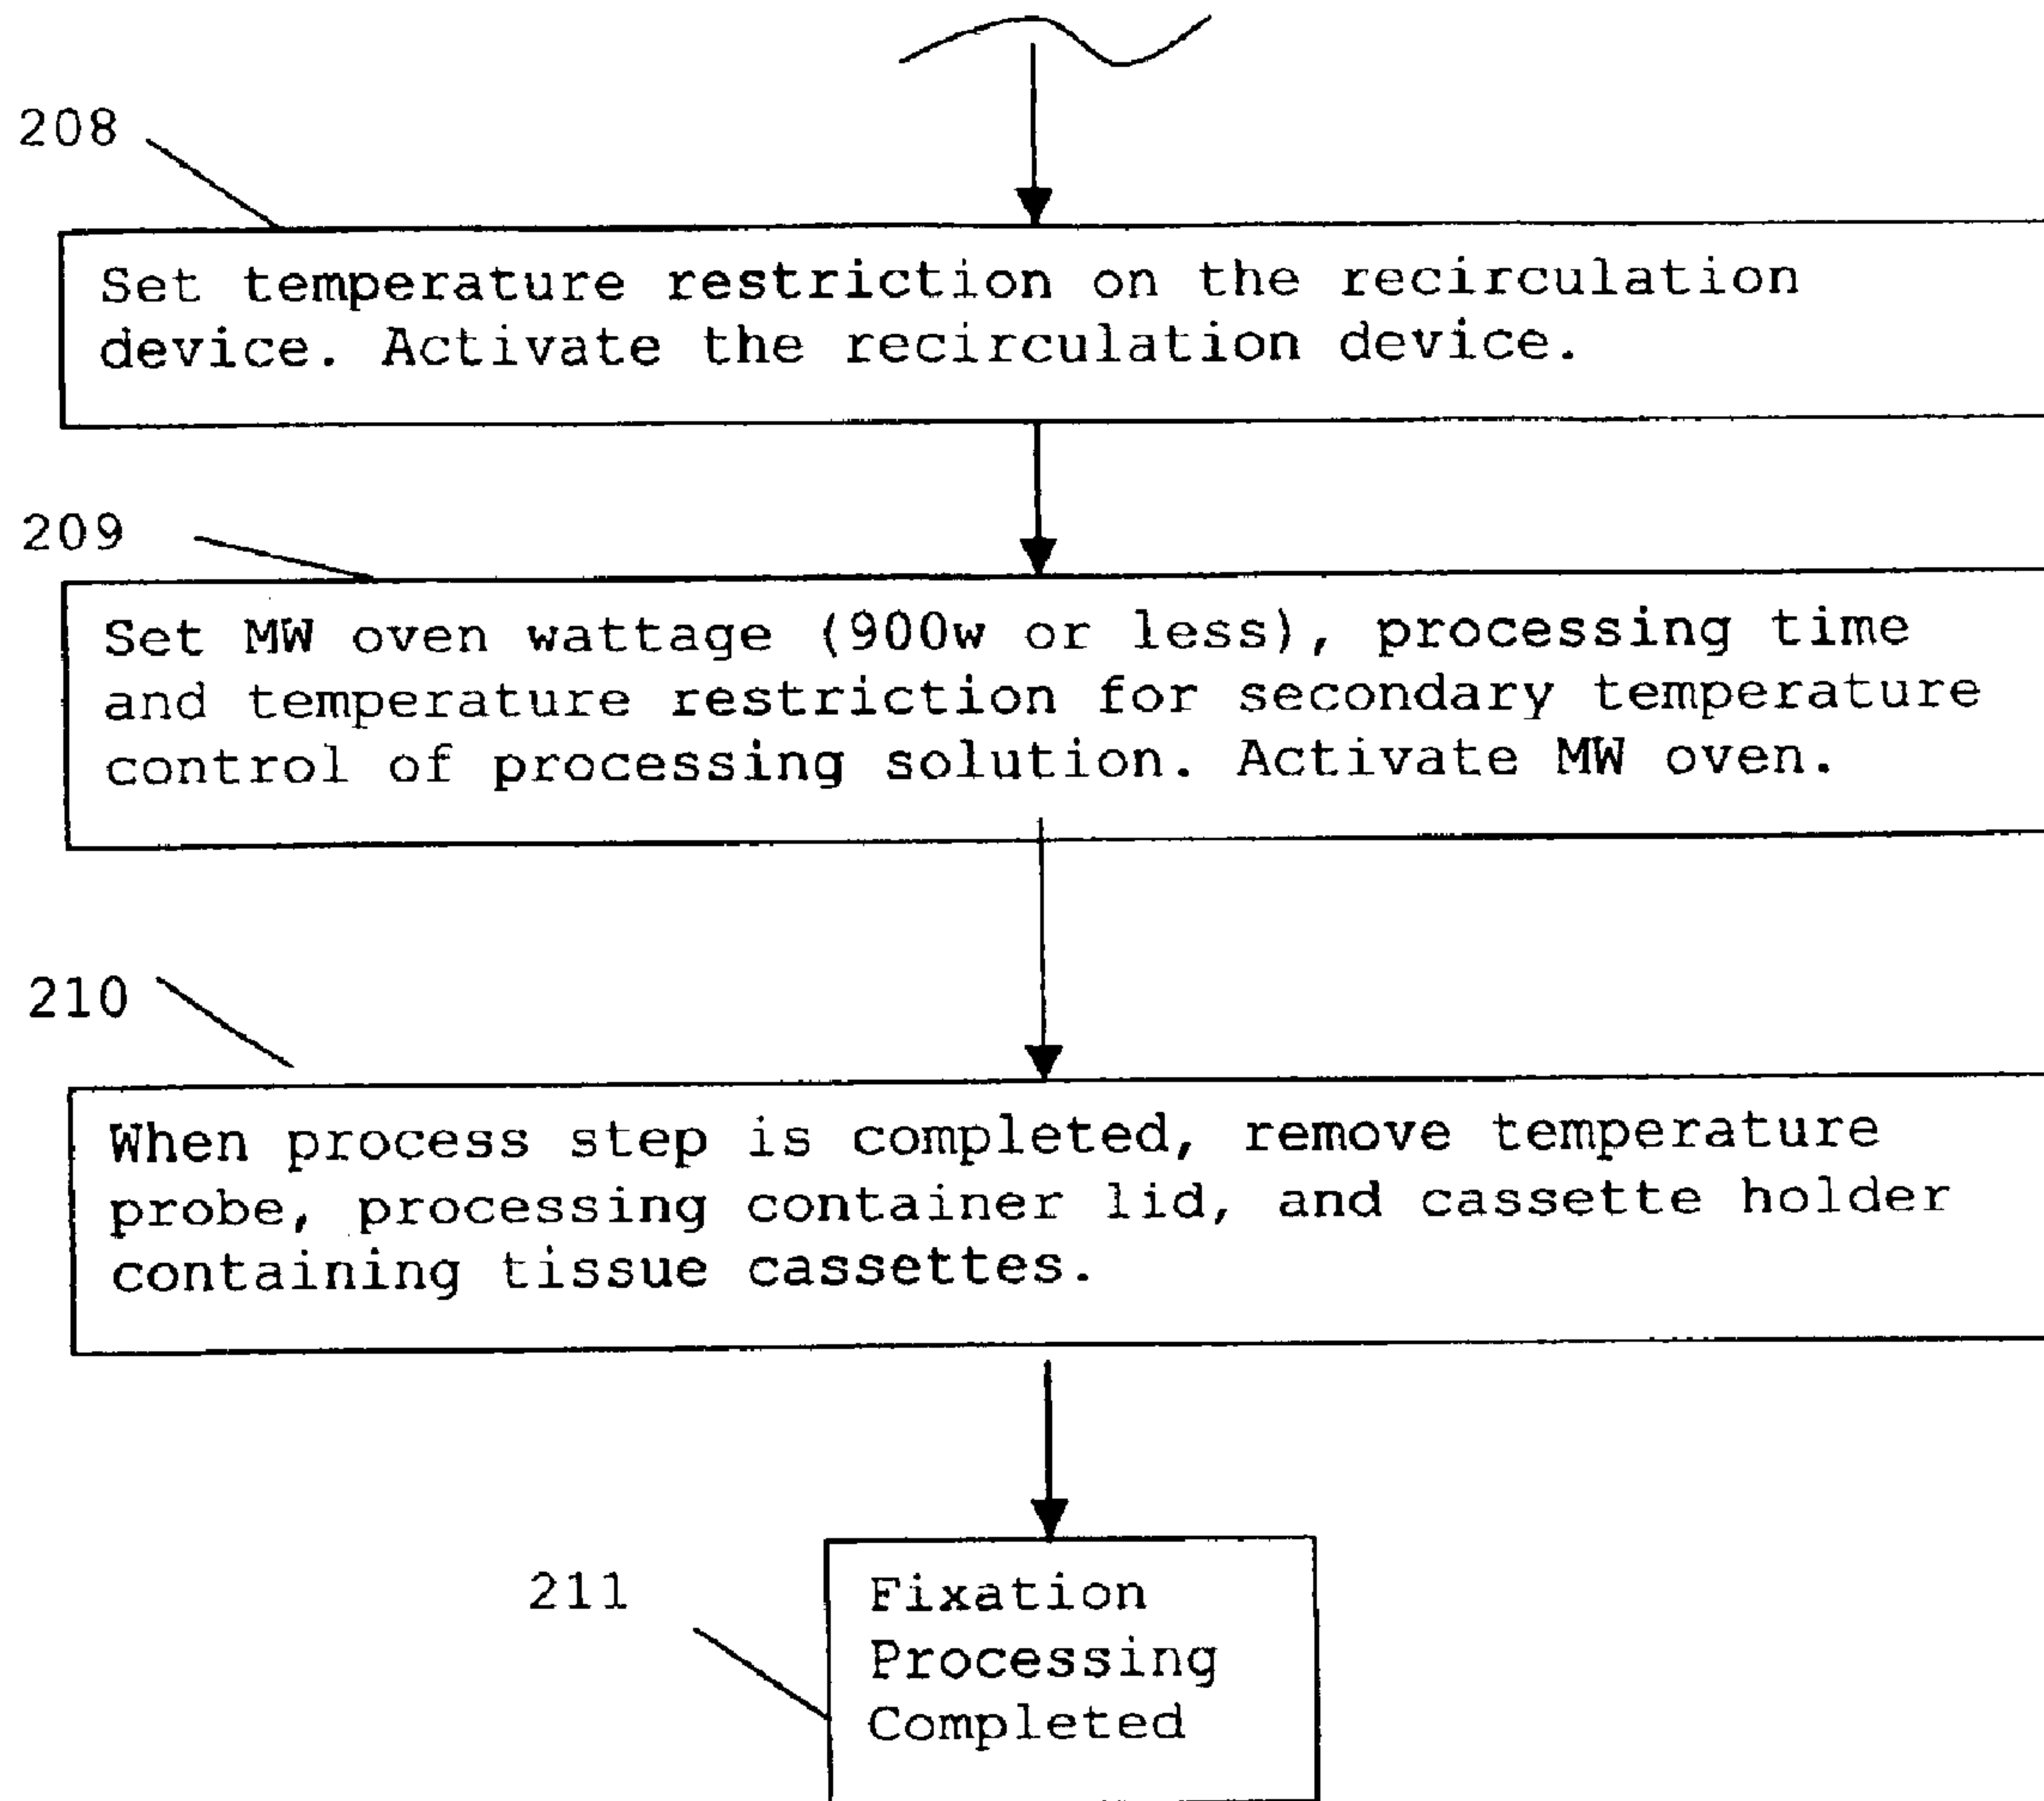 208
Set temperature restriction on the recirculation
device. Activate the recirculation device.
209
Set MW oven wattage (900w or less), processing time
and temperature restriction for secondary temperature
control of processing solution. Activate MW oven.
210
When process step is completed, remove temperature
probe, processing container lid, and cassette holder
containing tissue cassettes.
211
Fixation
Processing
Completed